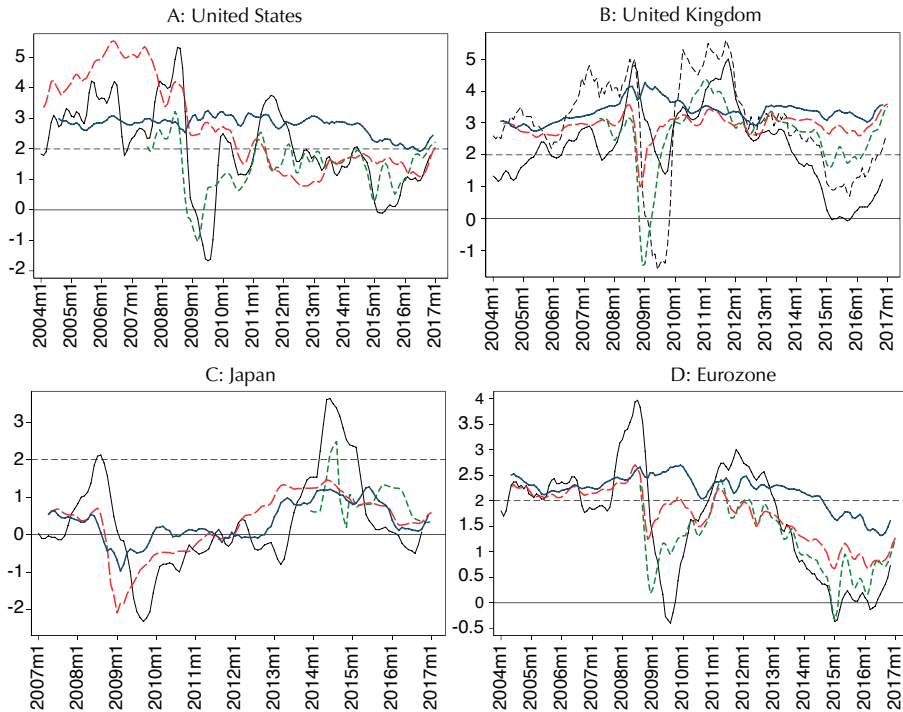 A: United States
5
4
3
2
1
0
-1
-2
2004m1
2005m1
2006m1
2007m1
2008m1
2009m1
2010m1
2011m1
2012m1
2013m1
2014m1
2015m1
2016m1
2017m1
B: United Kingdom
5
4
3
2
1
0
-1
2004m1
2005m1
2006m1
2007m1
2008m1
2009m1
2010m1
2011m1
2012m1
2013m1
2014m1
2015m1
2016m1
2017m1
C: Japan
3
2
1
0
-1
-2
2007m1
2008m1
2009m1
2010m1
2011m1
2012m1
2013m1
2014m1
2015m1
2016m1
2017m1
D: Eurozone
4
3.5
3
2.5
2
1.5
1
0.5
0
-0.5
2004m1
2005m1
2006m1
2007m1
2008m1
2009m1
2010m1
2011m1
2012m1
2013m1
2014m1
2015m1
2016m1
2017m1